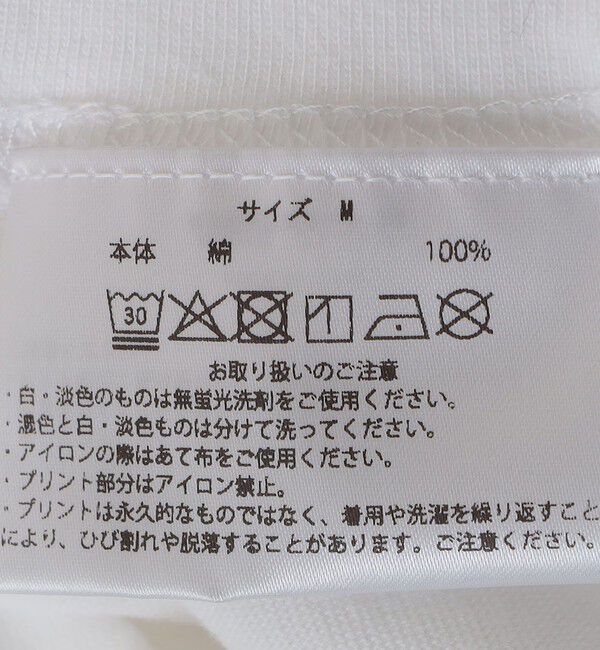 サイズ M
本体 綿 100%
30
お取り扱いのご注意
・白・淡色のものは無蛍光洗剤をご使用ください。
・濃色と白・淡色ものは分けて洗ってください。
・アイロンの際はあて布をご使用ください。
・プリント部分はアイロン禁止。
・プリントは永久的なものではなく、着用や洗濯を繰り返すこと
により、ひび割れや脱落することがあります。ご注意ください。